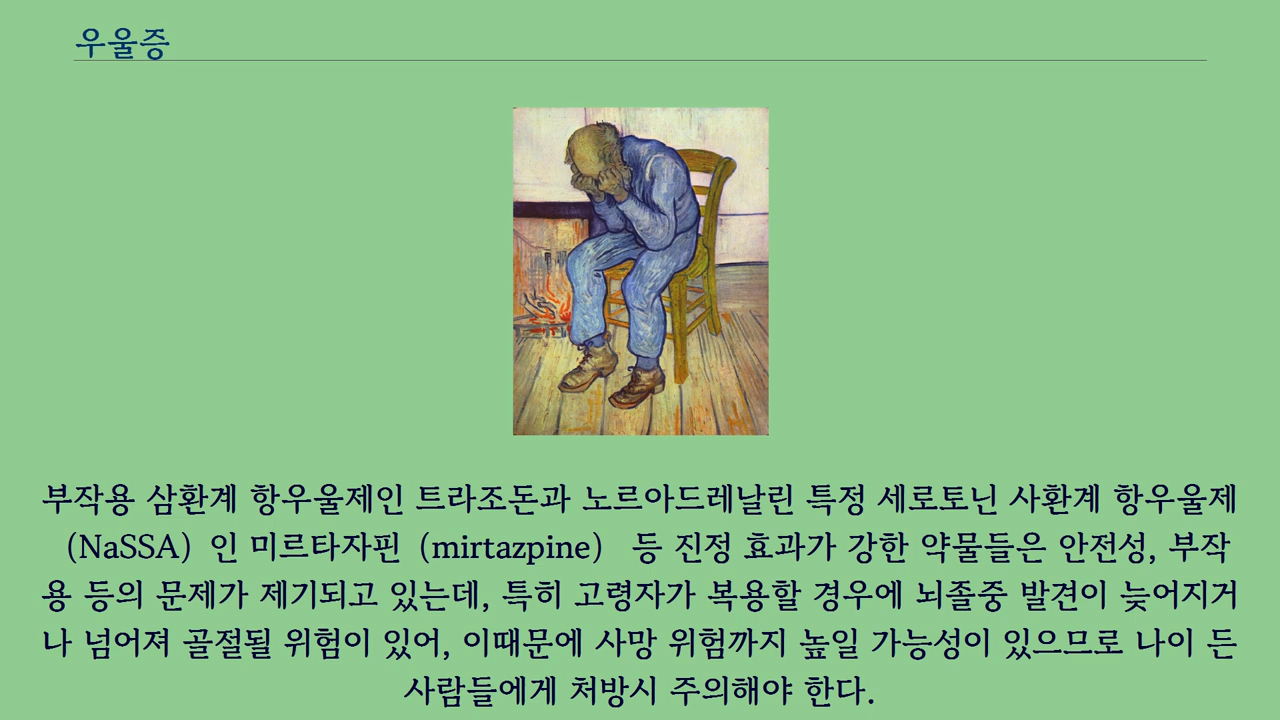 우울증
부작용 삼환계 항우울제인 트라조돈과 노르아드레날린 특정 세로토닌 사환계 항우울제
(NaSSA) 인 미르타자핀 (mirtazpine) 등 진정 효과가 강한 약물들은 안전성, 부작
용 등의 문제가 제기되고 있는데, 특히 고령자가 복용할 경우에 뇌졸중 발견이 늦어지거
나 넘어져 골절될 위험이 있어, 이때문에 사망 위험까지 높일 가능성이 있으므로 나이 든
사람들에게 처방시 주의해야 한다.